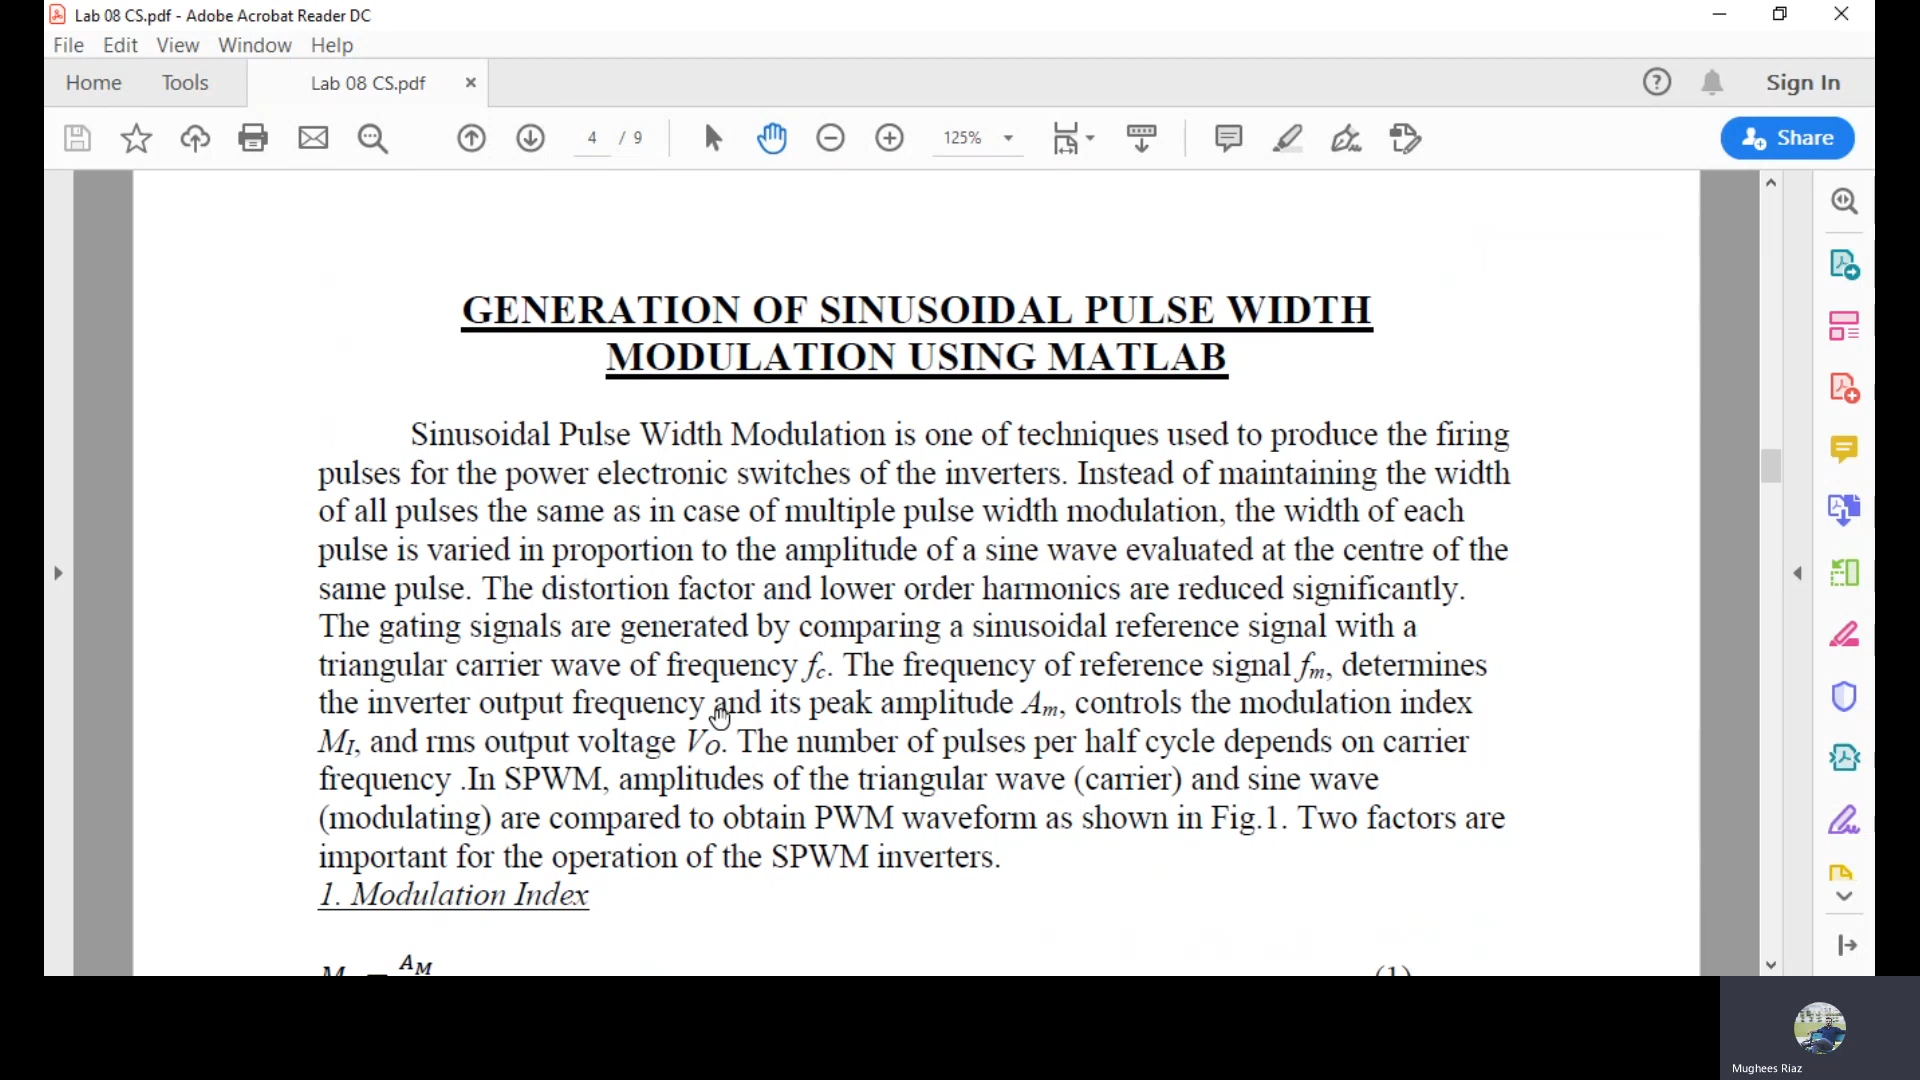 Lab 08 CS.pdf - Adobe Acrobat Reader DC
File Edit View Window Help
Home Tools Lab 08 CS.pdf × Sign In
4 / 9 125% Share
GENERATION OF SINUSOIDAL PULSE WIDTH
MODULATION USING MATLAB
Sinusoidal Pulse Width Modulation is one of techniques used to produce the firing
pulses for the power electronic switches of the inverters. Instead of maintaining the width
of all pulses the same as in case of multiple pulse width modulation, the width of each
pulse is varied in proportion to the amplitude of a sine wave evaluated at the centre of the
same pulse. The distortion factor and lower order harmonics are reduced significantly.
The gating signals are generated by comparing a sinusoidal reference signal with a
triangular carrier wave of frequency fc. The frequency of reference signal fm, determines
the inverter output frequency and its peak amplitude Am, controls the modulation index
MI, and rms output voltage VO. The number of pulses per half cycle depends on carrier
frequency .In SPWM, amplitudes of the triangular wave (carrier) and sine wave
(modulating) are compared to obtain PWM waveform as shown in Fig.1. Two factors are
important for the operation of the SPWM inverters.
1. Modulation Index
AM
(1)
Mughees Riaz